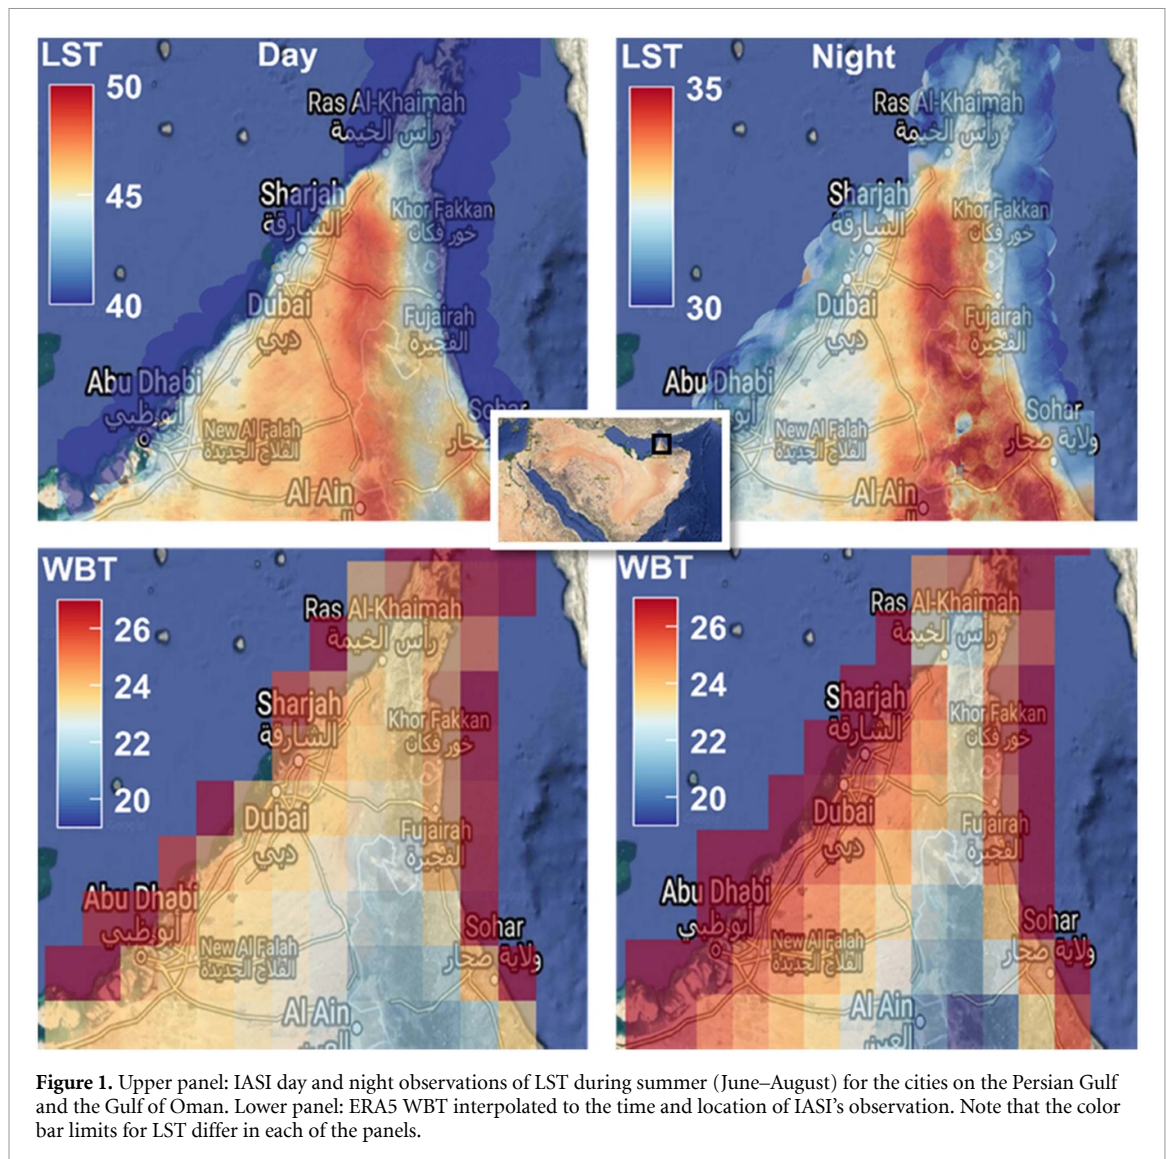 LST
Day
50
45
40
Ras Al-Khaimah
رأس الخيمة
Sharjah
الشارقة
Khor Fakkan
خور فكان
Dubai
دبي
Fujairah
الفجيرة
Abu Dhabi
أبوظبي
New Al Falah
الفلاح الجديدة
Al Ain
Sohar
صحار
LST
Night
35
30
Ras Al-Khaimah
رأس الخيمة
Sharjah
الشارقة
Khor Fakkan
خور فكان
Dubai
دبي
Fujairah
الفجيرة
Abu Dhabi
New Al Falah
الفلاح الجديدة
Al Ain
Sohar
ولاية صحار
WBT
26
24
22
20
Ras Al-Khaimah
رأس الخيمة
Sharjah
الشارقة
Khor Fakkan
خور فكان
Dubai
دبي
Fujairah
الفجيرة
Abu Dhabi
أبوظبي
New Al Falah
الفلاح الجديدة
Al Ain
العين
Sohar
ولاية صحار
WBT
26
24
22
20
Ras Al-Khaimah
رأس الخيمة
Sharjah
الشارقة
Khor Fakkan
خور فكان
Dubai
دبي
Fujairah
الفجيرة
Abu Dhabi
أبوظبي
New Al Falah
الفلاح الجديدة
Al Ain
العين
Sohar
ولاية صحار
Figure 1. Upper panel: IASI day and night observations of LST during summer (June–August) for the cities on the Persian Gulf
and the Gulf of Oman. Lower panel: ERA5 WBT interpolated to the time and location of IASI's observation. Note that the color
bar limits for LST differ in each of the panels.